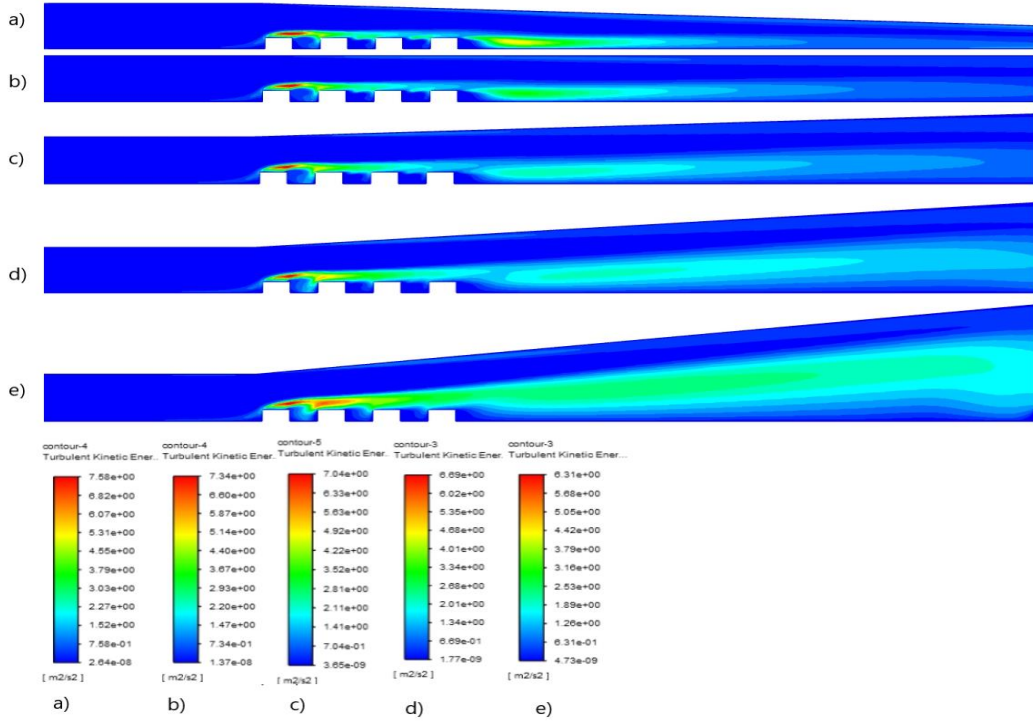 a)
b)
c)
d)
e)
contour-4
Turbulent Kinetic Ener..
7.58e+00
6.82e+00
6.07e+00
5.31e+00
4.55e+00
3.79e+00
3.03e+00
2.27e+00
1.52e+00
7.58e-01
2.64e-08
[ m2/s2 ]
contour-4
Turbulent Kinetic Ener..
7.34e+00
6.60e+00
5.87e+00
5.14e+00
4.40e+00
3.67e+00
2.93e+00
2.20e+00
1.47e+00
7.34e-01
1.37e-08
[ m2/s2 ]
contour-5
Turbulent Kinetic Ener..
7.04e+00
6.33e+00
5.63e+00
4.92e+00
4.22e+00
3.52e+00
2.81e+00
2.11e+00
1.41e+00
7.04e-01
3.65e-09
[ m2/s2 ]
contour-3
Turbulent Kinetic Ener..
6.69e+00
6.02e+00
5.35e+00
4.68e+00
4.01e+00
3.34e+00
2.68e+00
2.01e+00
1.34e+00
6.69e-01
1.77e-09
[ m2/s2 ]
contour-3
Turbulent Kinetic Ener...
6.31e+00
5.68e+00
5.05e+00
4.42e+00
3.79e+00
3.16e+00
2.53e+00
1.89e+00
1.26e+00
6.31e-01
4.73e-09
[ m2/s2 ]
a)
b)
c)
d)
e)